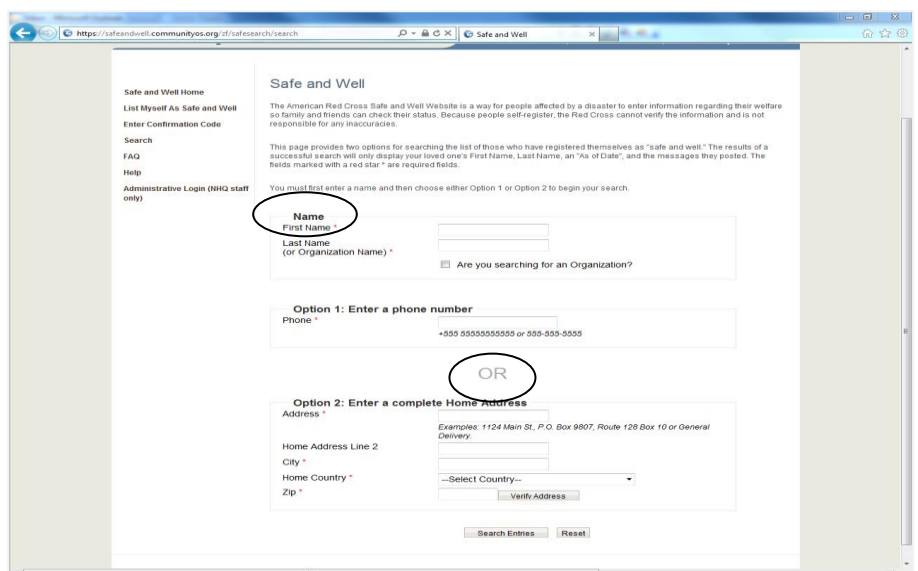 https://safeandwell.communityos.org/zf/safesearch/search
Safe and Well
Safe and Well Home
List Myself As Safe and Well
Enter Confirmation Code
Search
FAQ
Help
Administrative Login (NHQ staff
only)
Safe and Well
The American Red Cross Safe and Well Website is a way for people affected by a disaster to enter information regarding their welfare
so family and friends can check their status. Because people self-register, the Red Cross cannot verify the information and is not
responsible for any inaccuracies.
This page provides two options for searching the list of those who have registered themselves as "safe and well." The results of a
successful search will only display your loved one's First Name, Last Name, an "As of Date", and the messages they posted. The
fields marked with a red star * are required fields.
You must first enter a name and then choose either Option 1 or Option 2 to begin your search.
Name
First Name *
Last Name
(or Organization Name) *
Are you searching for an Organization?
Option 1: Enter a phone number
Phone *
+555 55555555555 or 555-555-5555
OR
Option 2: Enter a complete Home Address
Address *
Examples: 1124 Main St., P.O. Box 9807, Route 128 Box 10 or General
Delivery.
Home Address Line 2
City *
Home Country *
--Select Country--
Zip *
Verify Address
Search Entries
Reset